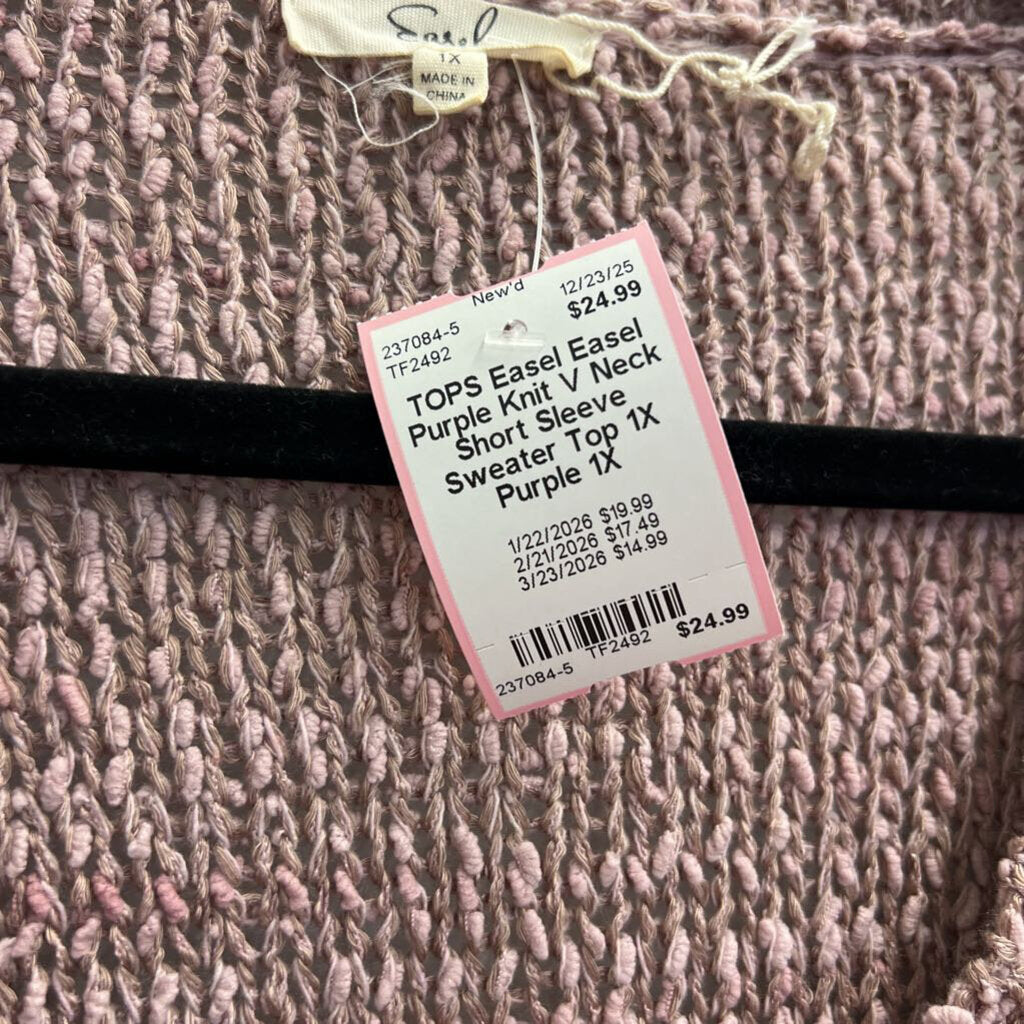 Easel
1X
MADE IN
CHINA
New'd 12/23/25
237084-5 $24.99
TF2492
TOPS Easel Easel
Purple Knit V Neck
Short Sleeve
Sweater Top 1X
Purple 1X
1/22/2026 $19.99
2/21/2026 $17.49
3/23/2026 $14.99
237084-5 TF2492 $24.99